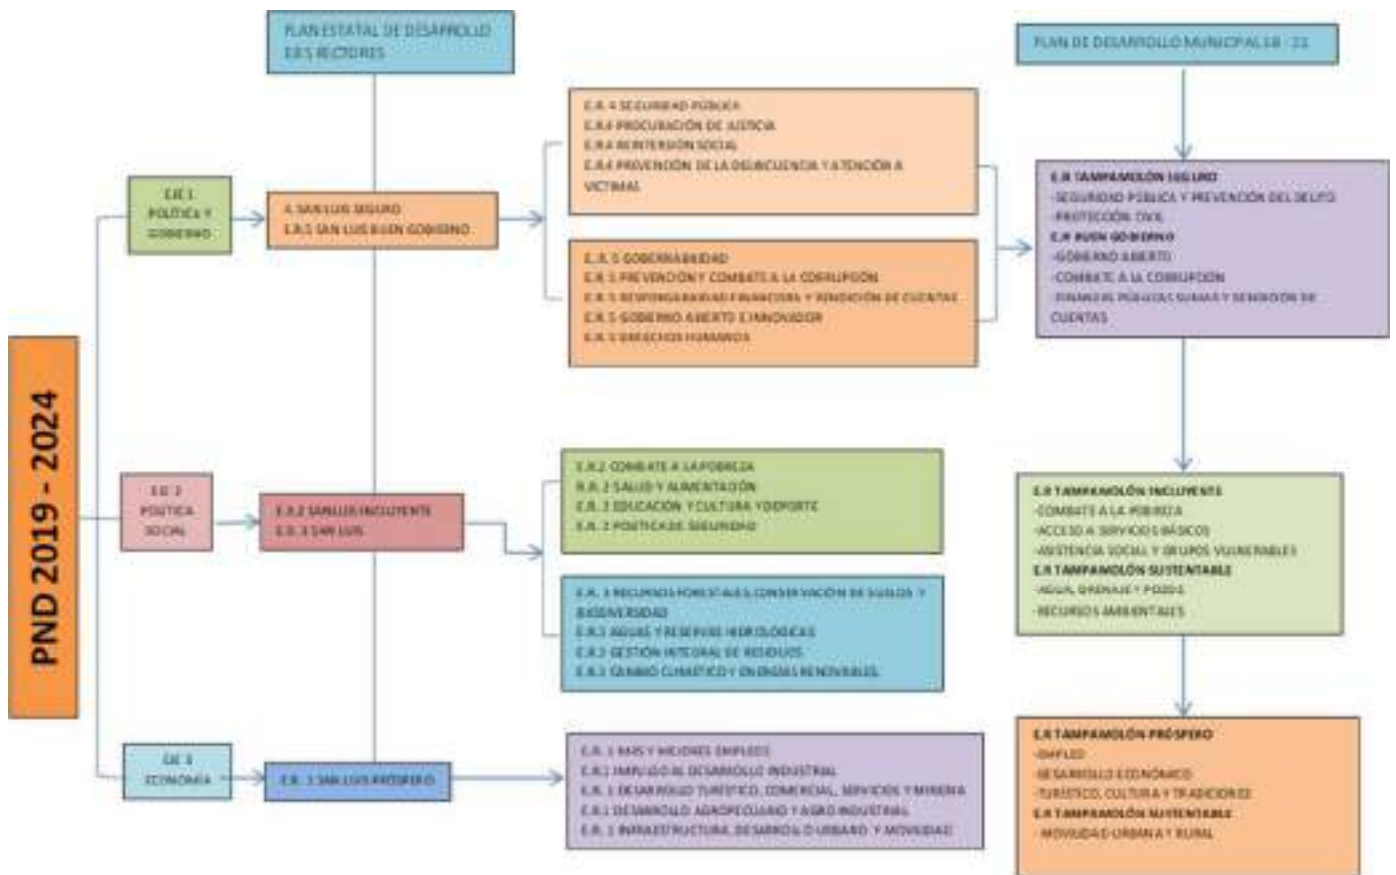 PLAN ESTATAL DE DESARROLLO
EJES RECTORES
PLAN DE DESARROLLO MUNICIPAL 18 - 21
PND 2019 - 2024
EJE 1
POLÍTICA Y
GOBIERNO
4. SAN LUIS SEGURO
E.R.5 SAN LUIS BUEN GOBIERNO
E.R. 4 SEGURIDAD PÚBLICA
E.R.4 PROCURACIÓN DE JUSTICIA
E.R.4 REINTERSIÓN SOCIAL
E.R.4 PREVENCIÓN DE LA DELINCUENCIA Y ATENCIÓN A
VICTIMAS
E.R. 5 GOBERNABILIDAD
E.R. 5 PREVENCIÓN Y COMBATE A LA CORRUPCIÓN
E.R. 5 RESPONSABILIDAD FINANCIERA Y RENDICIÓN DE CUENTAS
E.R. 5 GOBIERNO ABIERTO E INNOVADOR
E.R. 5 DERECHOS HUMANOS
E.R TAMPAMOLÓN SEGURO
-SEGURIDAD PÚBLICA Y PREVENCIÓN DEL DELITO
-PROTECCIÓN CIVIL
E.R BUEN GOBIERNO
-GOBIERNO ABIERTO
-COMBATE A LA CORRUPCIÓN
-FINANZAS PÚBLICAS SANAS Y RENDICIÓN DE
CUENTAS
EJE 2
POLÍTICA
SOCIAL
E.R.2 SAN LUIS INCLUYENTE
E.R. 3 SAN LUIS
E.R.2 COMBATE A LA POBREZA
R.R. 2 SALUD Y ALIMENTACIÓN
E.R. 2 EDUCACIÓN Y CULTURA Y DEPORTE
E.R. 2 POLÍTICA DE SEGURIDAD
E.R. 3 RECURSOS FORESTALES, CONSERVACIÓN DE SUELOS Y
BIODIVERSIDAD
E.R.3 AGUAS Y RESERVAS HIDROLÓGICAS
E.R.3 GESTIÓN INTEGRAL DE RESIDUOS
E.R.3 CAMBIO CLIMÁTICO Y ENERGÍAS RENOVABLES.
E.R TAMPAMOLÓN INCLUYENTE
-COMBATE A LA POBREZA
-ACCESO A SERVICIOS BÁSICOS
-ASISTENCIA SOCIAL Y GRUPOS VULNERABLES
E.R TAMPAMOLÓN SUSTENTABLE
-AGUA, DRENAJE Y POZOS
-RECURSOS AMBIENTALES
EJE 3
ECONOMÍA
E.R. 1 SAN LUIS PRÓSPERO
E.R. 1 MÁS Y MEJORES EMPLEOS
E.R.1 IMPULSO AL DESARROLLO INDUSTRIAL
E.R. 1 DESARROLLO TURÍSTICO, COMERCIAL, SERVICIOS Y MINERÍA
E.R.1 DESARROLLO AGROPECUARIO Y AGRO INDUSTRIAL
E.R. 1 INFRAESTRUCTURA, DESARROLLO URBANO Y MOVILIDAD
E.R TAMPAMOLÓN PRÓSPERO
-EMPLEO
-DESARROLLO ECONÓMICO
-TURÍSTICO, CULTURA Y TRADICIONES
E.R TAMPAMOLÓN SUSTENTABLE
- MOVILIDAD URBANA Y RURAL